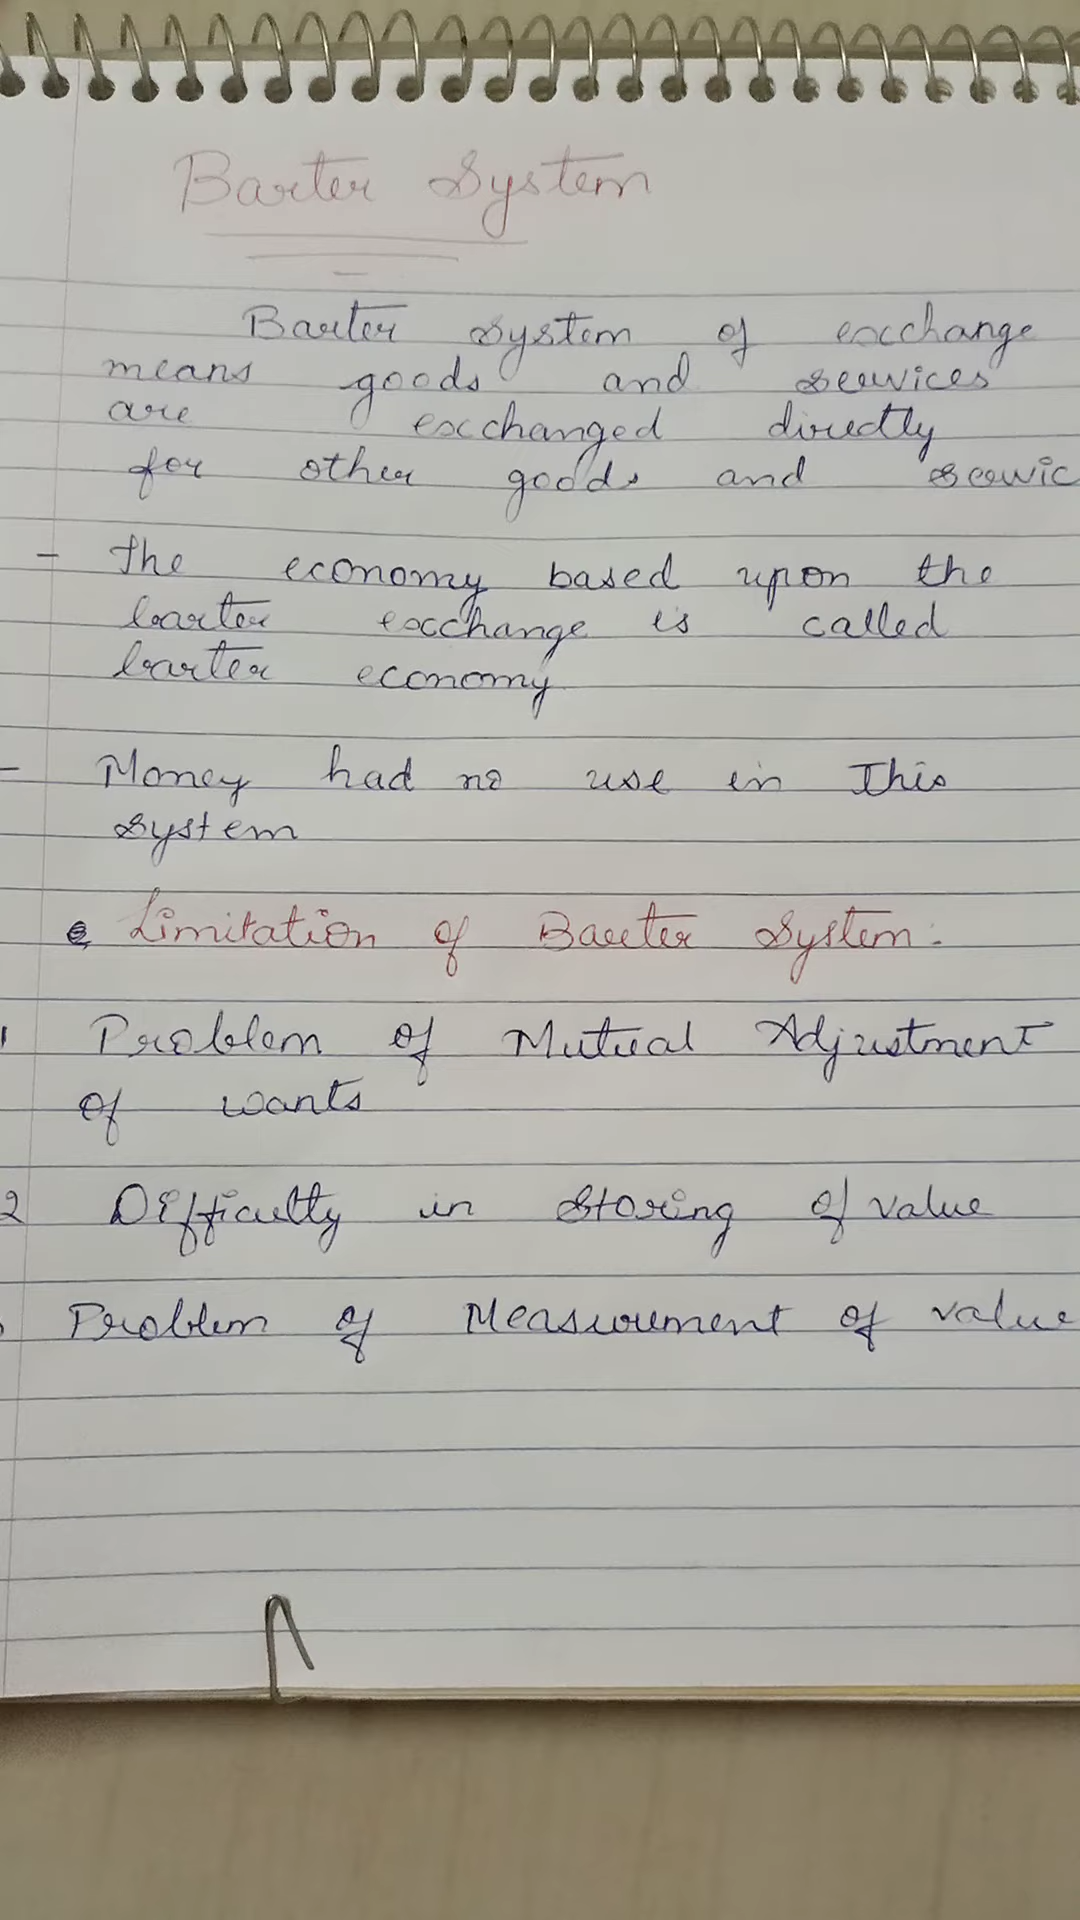 Barter System
Barter system of exchange
means goods and services
are exchanged directly
for other goods and servic
- The economy based upon the
barter exchange is called
barter economy
- Money had no use in This
system
Limitation of Barter System:
1 Problem of Mutual Adjustment
of wants
2 Difficulty in Storing of value
Problem of Measurement of value